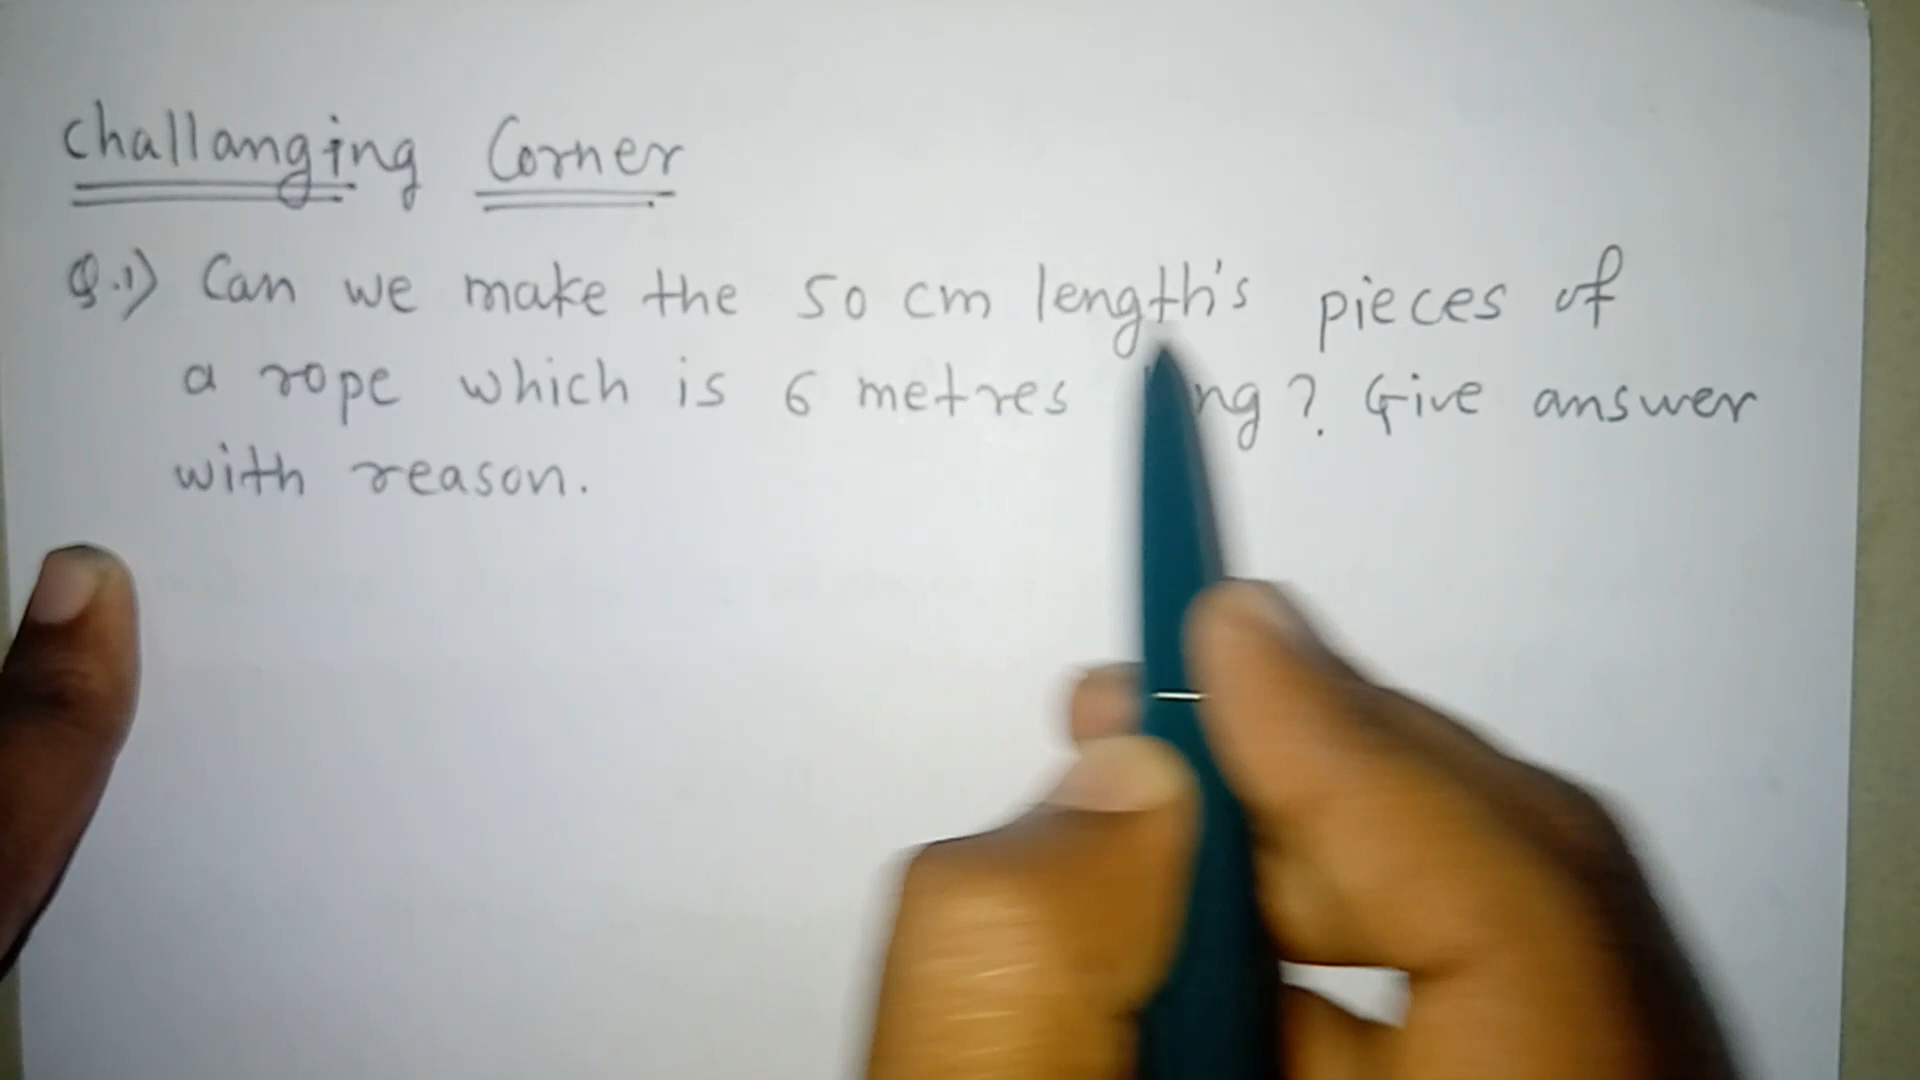 Challanging Corner
Q.1) Can we make the 50 cm length's pieces of
a rope which is 6 metres ? Give answer
with reason.